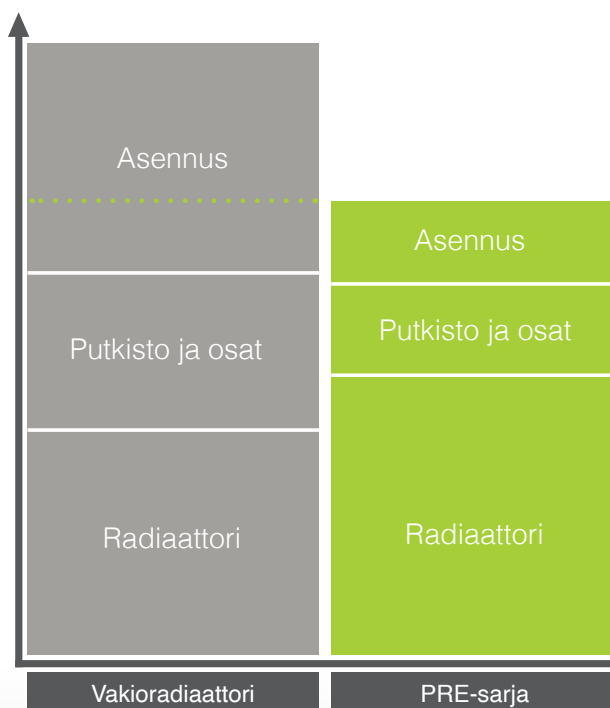 Asennus
Putkisto ja osat
Radiaattori
Asennus
Putkisto ja osat
Radiaattori
Vakioradiaattori
PRE-sarja